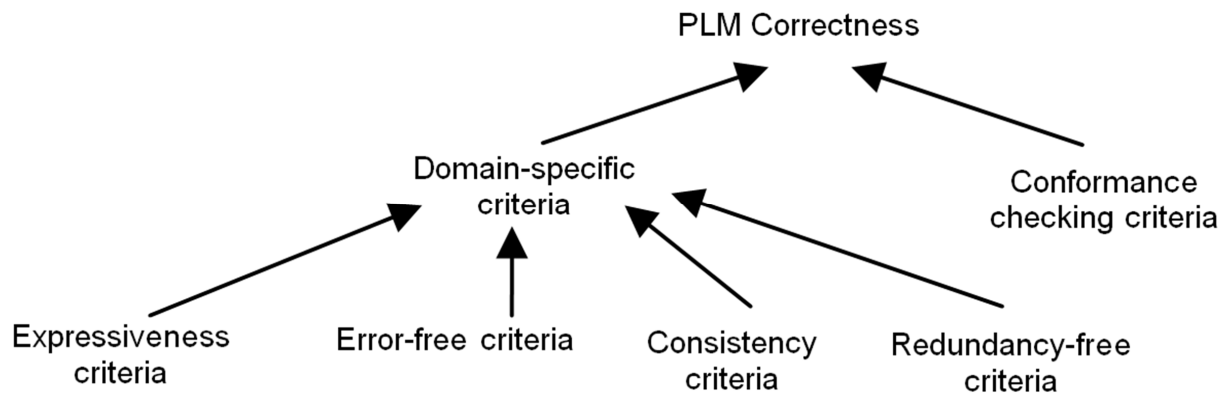 PLM Correctness
Domain-specific
criteria
Conformance
checking criteria
Expressiveness
criteria
Error-free criteria
Consistency
criteria
Redundancy-free
criteria